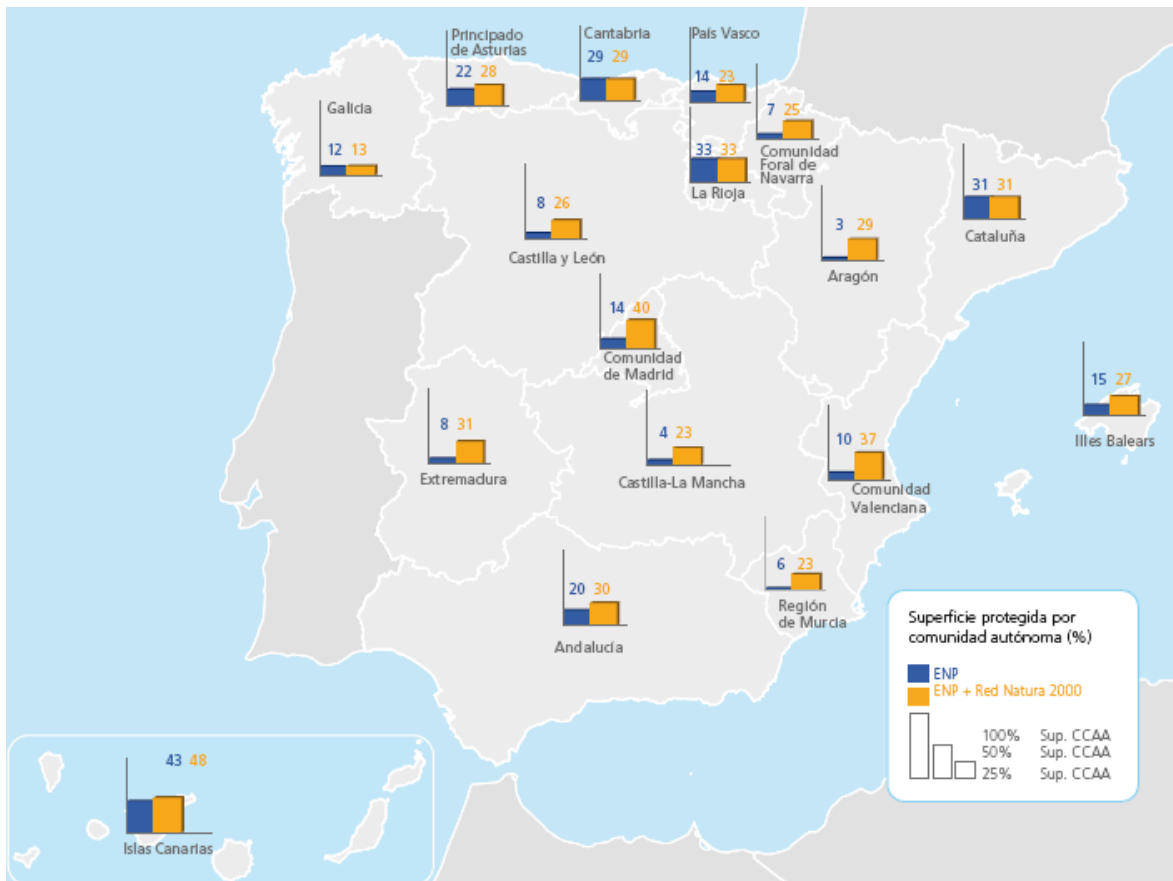 Principado
de Asturias
22 28
Cantabria
29 29
País Vasco
14 23
Galicia
12 13
7 25
Comunidad
Foral de
Navarra
33 33
La Rioja
31 31
Cataluña
8 26
Castilla y León
3 29
Aragón
14 40
Comunidad
de Madrid
15 27
Illes Balears
8 31
Extremadura
4 23
Castilla-La Mancha
10 37
Comunidad
Valenciana
20 30
Andalucía
6 23
Región
de Murcia
43 48
Islas Canarias
Superficie protegida por
comunidad autónoma (%)
ENP
ENP + Red Natura 2000
100% Sup. CCAA
50% Sup. CCAA
25% Sup. CCAA